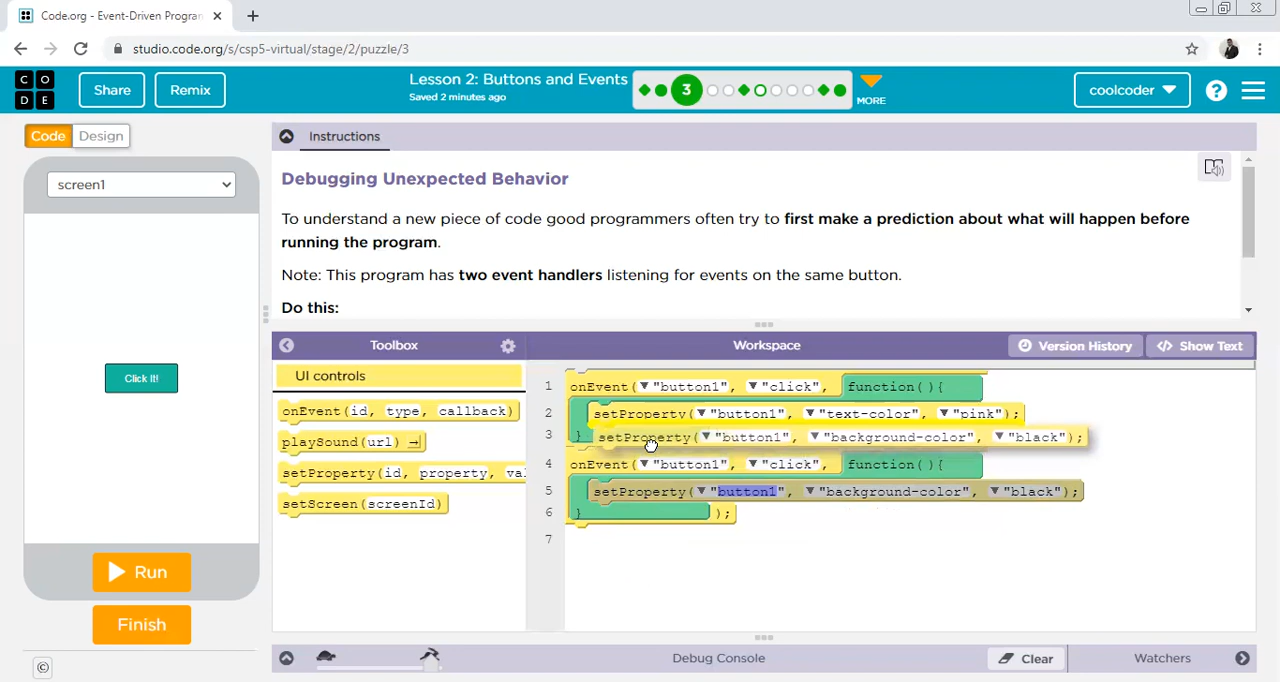 Code.org - Event-Driven Progran
studio.code.org/s/csp5-virtual/stage/2/puzzle/3
CODE
Share
Remix
Lesson 2: Buttons and Events
Saved 2 minutes ago
3
MORE
coolcoder
?
Code
Design
screen1
Click It!
Run
Finish
©
Instructions
Debugging Unexpected Behavior
To understand a new piece of code good programmers often try to first make a prediction about what will happen before
running the program.
Note: This program has two event handlers listening for events on the same button.
Do this:
Toolbox
Workspace
Version History
</> Show Text
UI controls
onEvent(id, type, callback)
playSound(url)
setProperty(id, property, val
setScreen(screenId)
1 onEvent("button1", "click", function(){
2 setProperty("button1", "text-color", "pink");
3 } setProperty("button1", "background-color", "black");
4 onEvent("button1", "click", function(){
5 setProperty("button1", "background-color", "black");
6 } );
7
Debug Console
Clear
Watchers